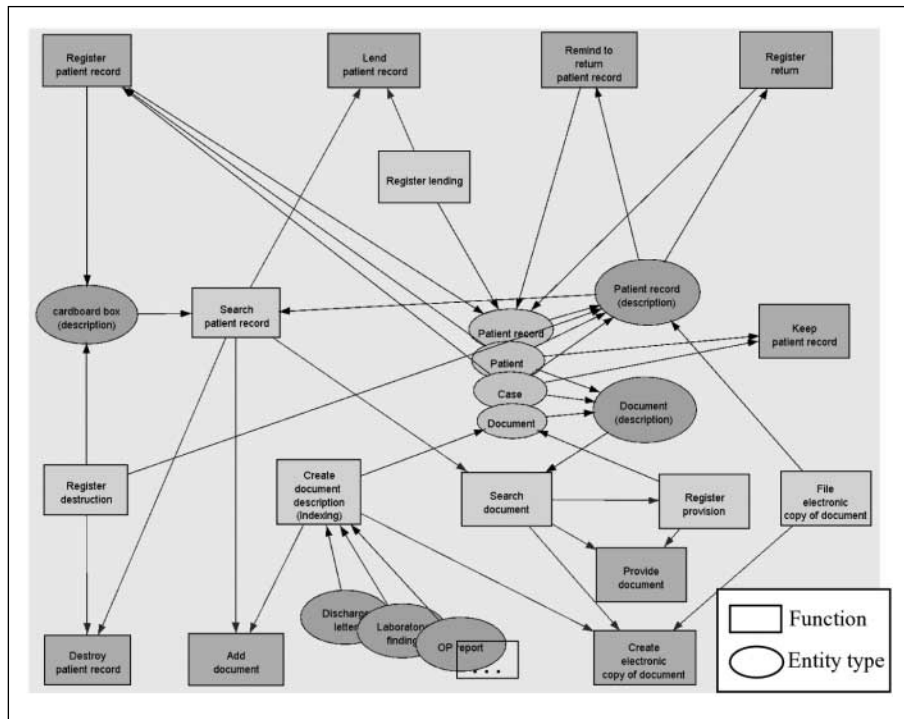 Register
patient record
Lend
patient record
Remind to
return
patient record
Register
return
Register lending
cardboard box
(description)
Search
patient record
Patient record
(description)
Patient record
Patient
Case
Document
Keep
patient record
Document
(description)
Register
destruction
Create
document
description
(Indexing)
Search
document
Register
provision
File
electronic
copy of document
Provide
document
Discharge
letter
Laboratory
finding
OP report
. . .
Destroy
patient record
Add
document
Create
electronic
copy of document
Function
Entity type